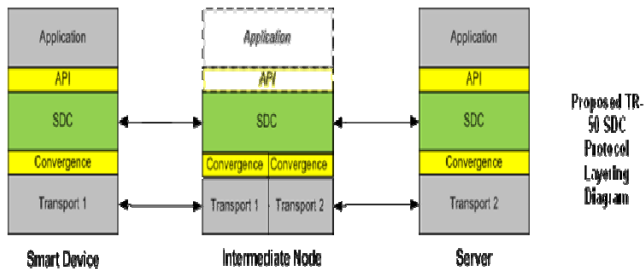 Application
API
SDC
Convergence
Transport 1
Smart Device
Application
API
SDC
Convergence Convergence
Transport 1 Transport 2
Intermediate Node
Application
API
SDC
Convergence
Transport 2
Server
Proposed TR-
50 SDC
Protocol
Layering
Diagram